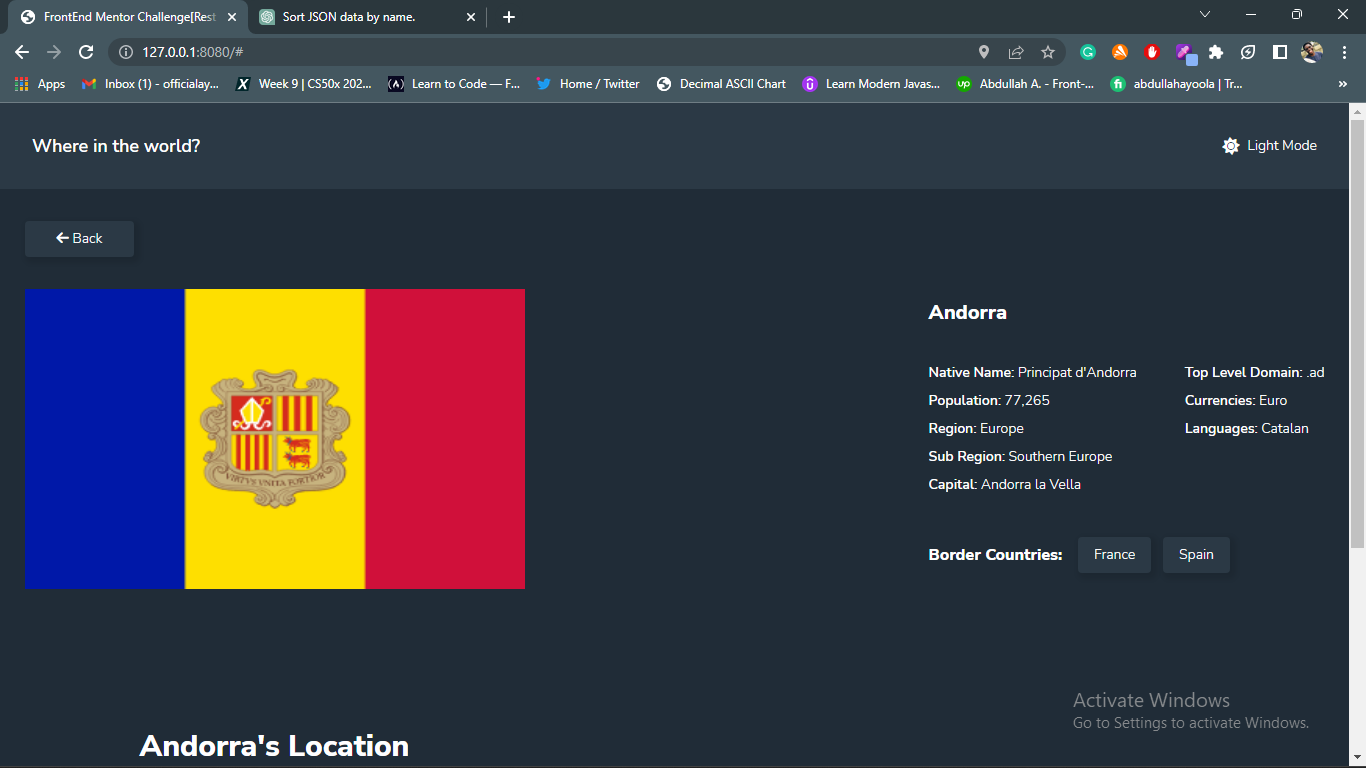 FrontEnd Mentor Challenge[Rest
Sort JSON data by name.
127.0.0.1:8080/#
Apps
Inbox (1) - officialay...
Week 9 | CS50x 202...
Learn to Code — F...
Home / Twitter
Decimal ASCII Chart
Learn Modern Javas...
Abdullah A. - Front-...
abdullahayoola | Tr...
»
Where in the world?
Light Mode
Back
VIRTVS VNITA FORTIOR
Andorra
Native Name: Principat d'Andorra
Population: 77,265
Region: Europe
Sub Region: Southern Europe
Capital: Andorra la Vella
Top Level Domain: .ad
Currencies: Euro
Languages: Catalan
Border Countries: France Spain
Activate Windows
Go to Settings to activate Windows.
Andorra's Location